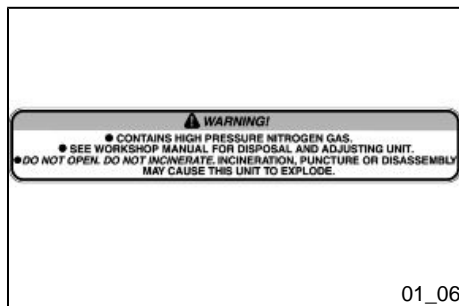 WARNING!
● CONTAINS HIGH PRESSURE NITROGEN GAS.
● SEE WORKSHOP MANUAL FOR DISPOSAL AND ADJUSTING UNIT.
● DO NOT OPEN. DO NOT INCINERATE. INCINERATION, PUNCTURE OR DISASSEMBLY
MAY CAUSE THIS UNIT TO EXPLODE.
01_06